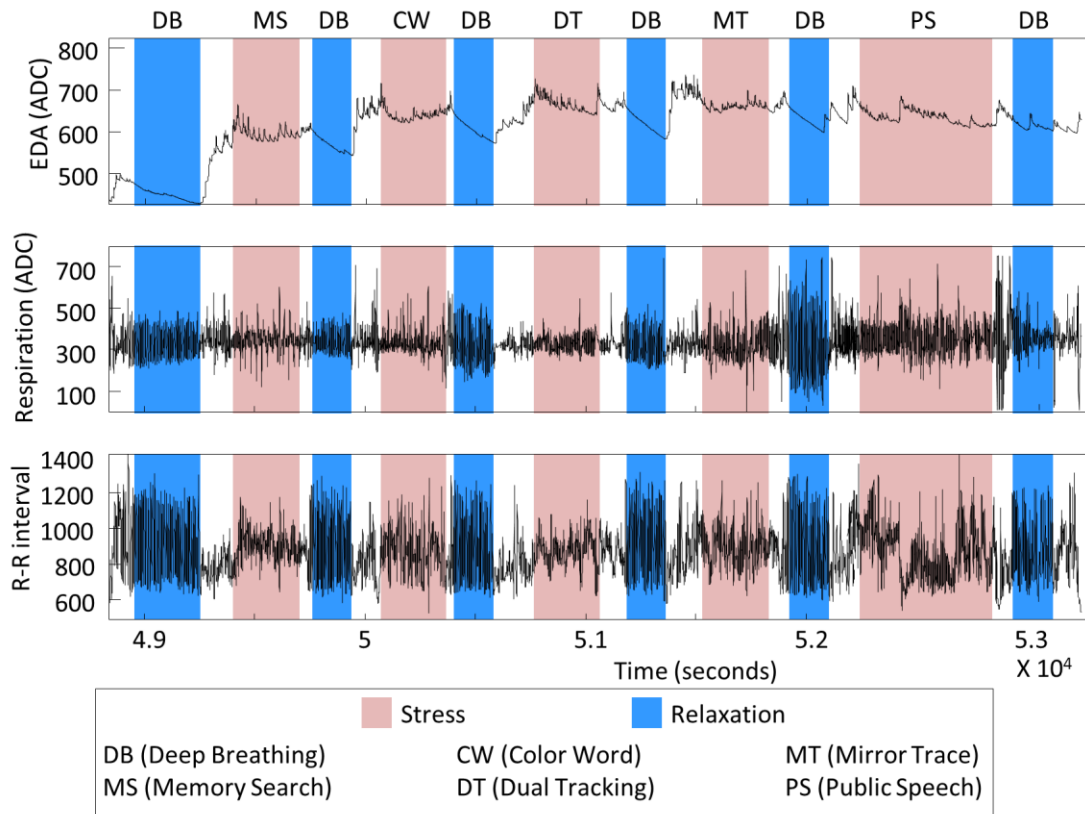 DB MS DB CW DB DT DB MT DB PS DB
EDA (ADC)
800
700
600
500
Respiration (ADC)
700
500
300
100
R-R interval
1400
1200
1000
800
600
4.9 5 5.1 5.2 5.3
Time (seconds) X 10⁴
Stress Relaxation
DB (Deep Breathing) CW (Color Word) MT (Mirror Trace)
MS (Memory Search) DT (Dual Tracking) PS (Public Speech)